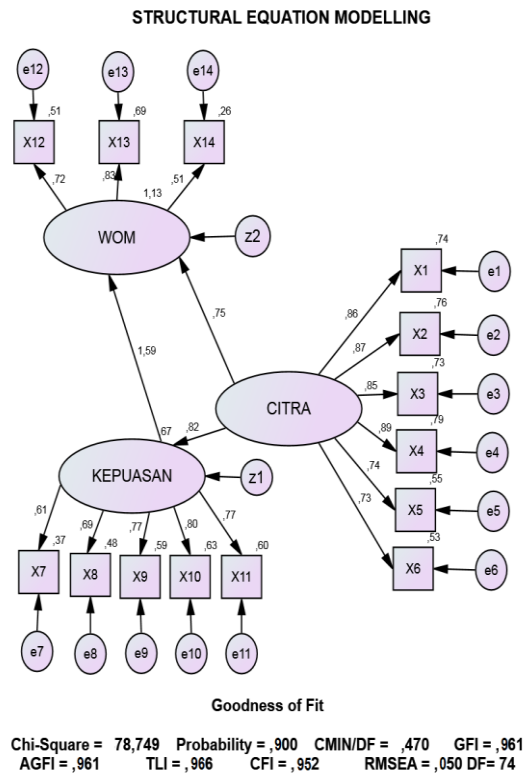 STRUCTURAL EQUATION MODELLING
e12 e13 e14
,51 ,69 ,26
X12 X13 X14
,72 ,83 1,13 ,51
WOM z2
,74
X1 e1
,86 ,76
,75 X2 e2
,87 ,73
1,59 ,85 X3 e3
CITRA
,79
,82 ,89 X4 e4
67
,74 ,55
KEPUASAN z1 X5 e5
,73 ,53
X6 e6
,61 ,69 ,77 ,80 ,77
,37 ,48 ,59 ,63 ,60
X7 X8 X9 X10 X11
e7 e8 e9 e10 e11
Goodness of Fit
Chi-Square = 78,749 Probability = ,900 CMIN/DF = ,470 GFI = ,961
AGFI = ,961 TLI = ,966 CFI = ,952 RMSEA = ,050 DF= 74